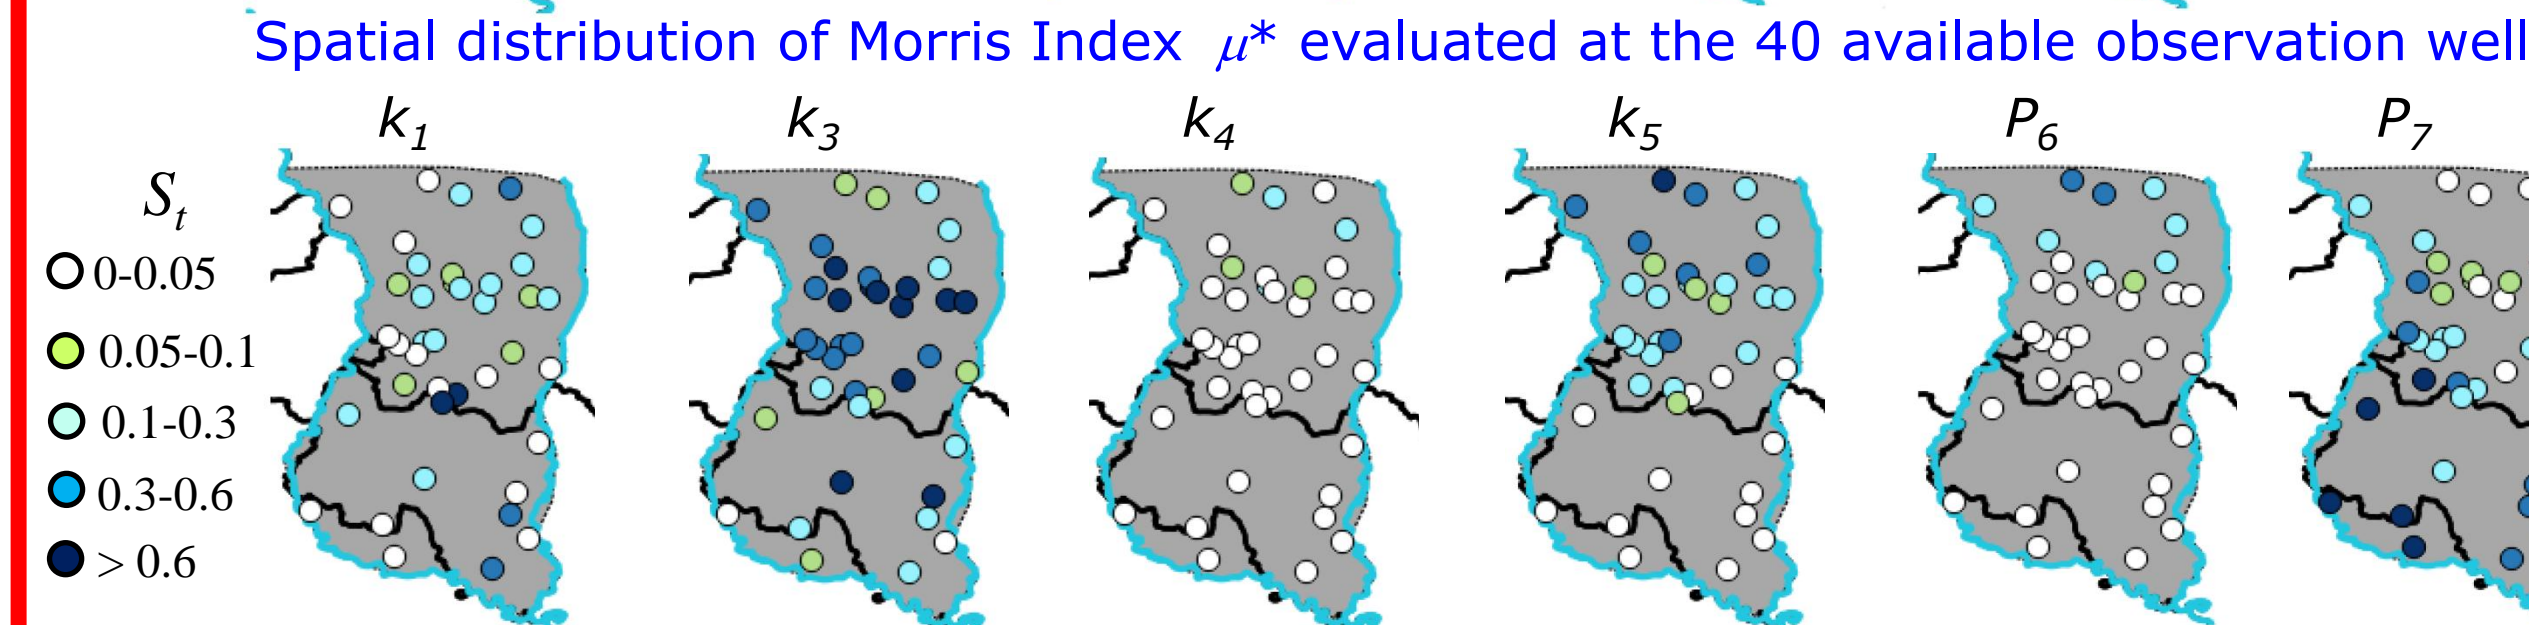 Spatial distribution of Morris Index μ* evaluated at the 40 available observation well
k1 k3 k4 k5 P6 P7
St
0-0.05
0.05-0.1
0.1-0.3
0.3-0.6
> 0.6